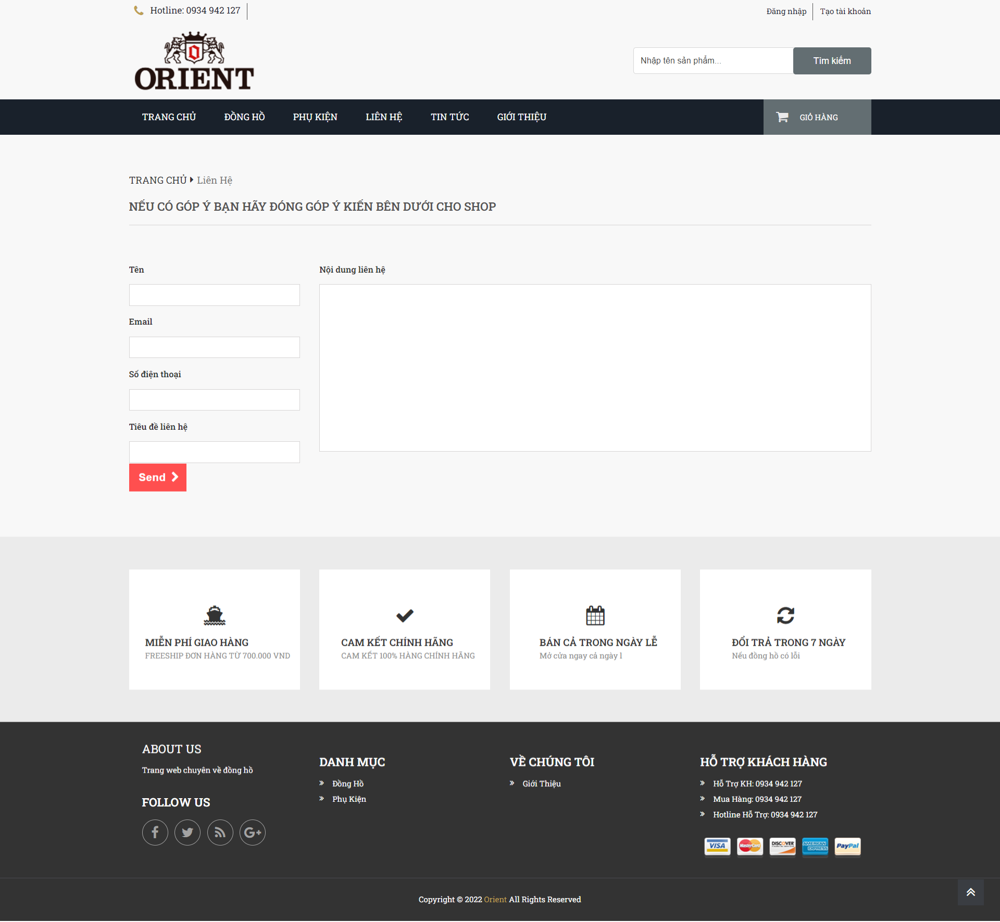 Hotline: 0934 942 127
Đăng nhập
Tạo tài khoản
ORIENT
Nhập tên sản phẩm...
Tìm kiếm
TRANG CHỦ
ĐỒNG HỒ
PHỤ KIỆN
LIÊN HỆ
TIN TỨC
GIỚI THIỆU
GIỎ HÀNG
TRANG CHỦ Liên Hệ
NẾU CÓ GÓP Ý BẠN HÃY ĐÓNG GÓP Ý KIẾN BÊN DƯỚI CHO SHOP
Tên
Email
Số điện thoại
Tiêu đề liên hệ
Nội dung liên hệ
Send
MIỄN PHÍ GIAO HÀNG
FREESHIP ĐƠN HÀNG TỪ 700.000 VND
CAM KẾT CHÍNH HÃNG
CAM KẾT 100% HÀNG CHÍNH HÃNG
BÁN CẢ TRONG NGÀY LỄ
Mở cửa ngay cả ngày l
ĐỔI TRẢ TRONG 7 NGÀY
Nếu đồng hồ có lỗi
ABOUT US
Trang web chuyên về đồng hồ
FOLLOW US
DANH MỤC
Đồng Hồ
Phụ Kiện
VỀ CHÚNG TÔI
Giới Thiệu
HỖ TRỢ KHÁCH HÀNG
Hỗ Trợ KH: 0934 942 127
Mua Hàng: 0934 942 127
Hotline Hỗ Trợ: 0934 942 127
VISA
MasterCard
DISCOVER
AMERICAN EXPRESS
PayPal
Copyright © 2022 Orient All Rights Reserved